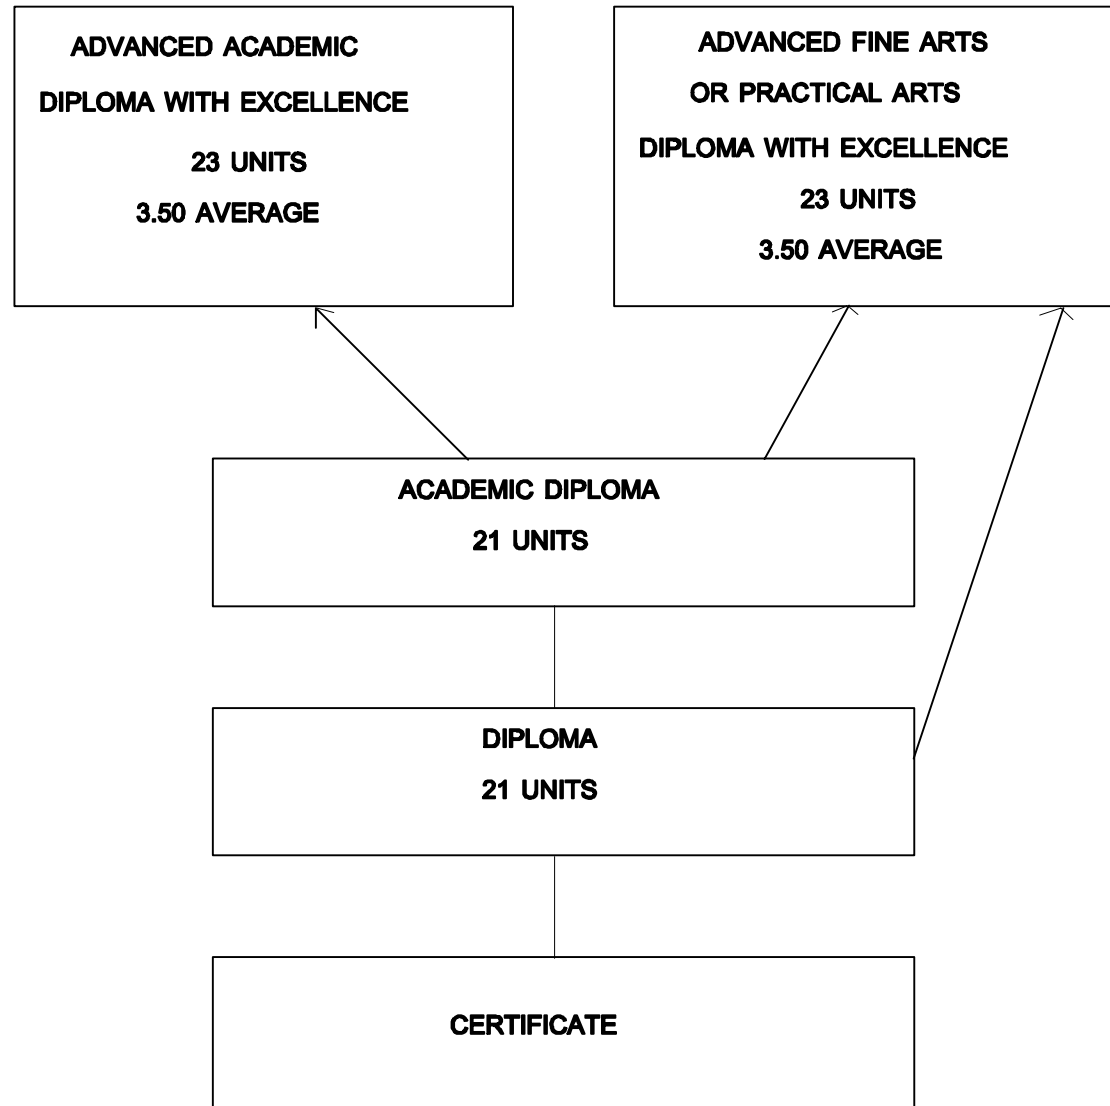 ADVANCED ACADEMIC
DIPLOMA WITH EXCELLENCE
23 UNITS
3.50 AVERAGE
ADVANCED FINE ARTS
OR PRACTICAL ARTS
DIPLOMA WITH EXCELLENCE
23 UNITS
3.50 AVERAGE
ACADEMIC DIPLOMA
21 UNITS
DIPLOMA
21 UNITS
CERTIFICATE